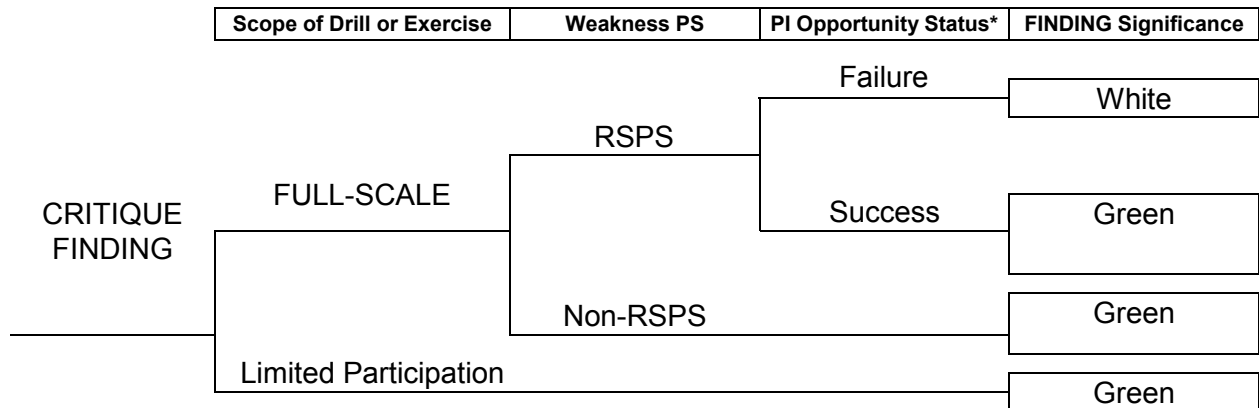 Scope of Drill or Exercise Weakness PS PI Opportunity Status* FINDING Significance
Failure
White
RSPS
FULL-SCALE
CRITIQUE
FINDING
Success
Green
Non-RSPS
Green
Limited Participation
Green